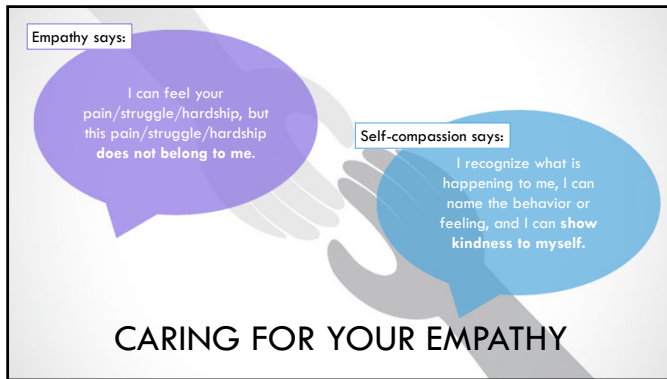 Empathy says:
I can feel your
pain/struggle/hardship, but
this pain/struggle/hardship
does not belong to me.
Self-compassion says:
I recognize what is
happening to me, I can
name the behavior or
feeling, and I can show
kindness to myself.
CARING FOR YOUR EMPATHY